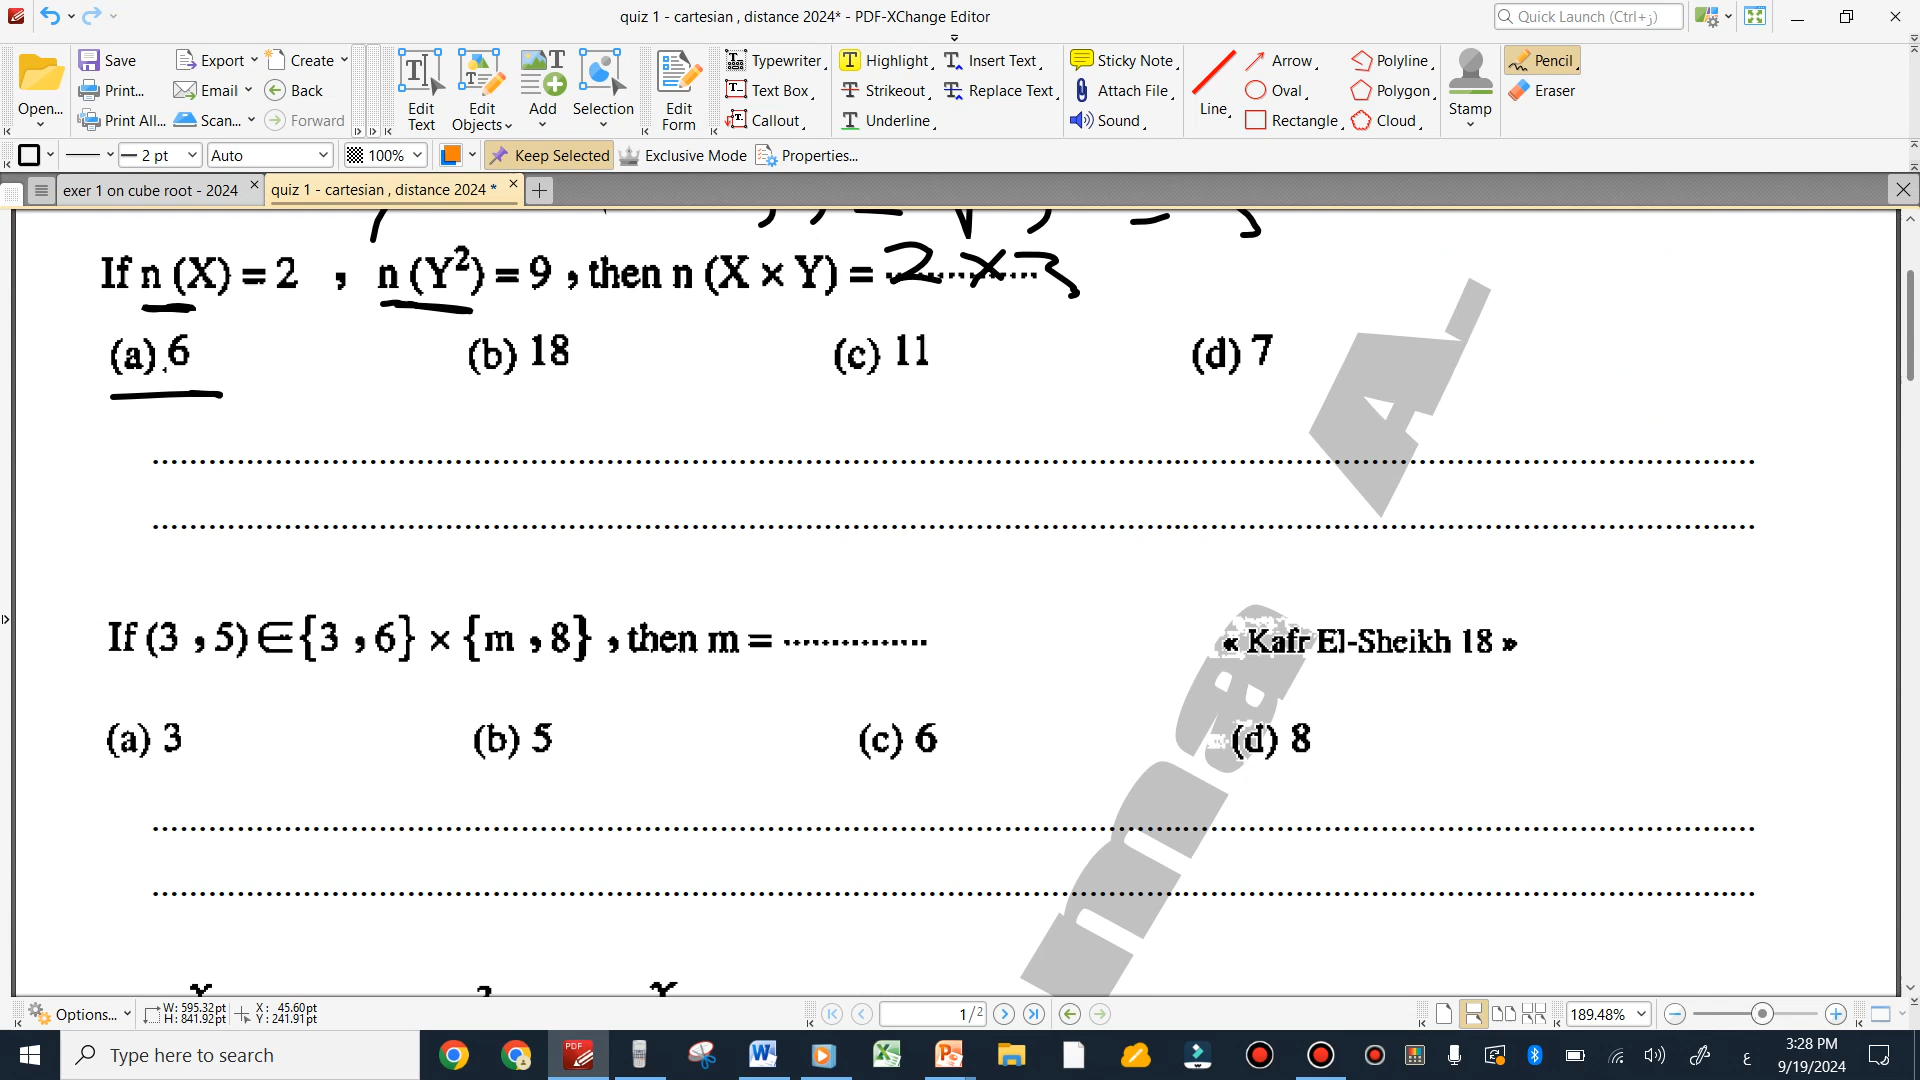 quiz 1 - cartesian , distance 2024* - PDF-XChange Editor
Quick Launch (Ctrl+ز)
Open...
Save
Print...
Print All...
Export
Email
Scan...
Create
Back
Forward
Edit Text
Edit Objects
Add
Selection
Edit Form
Typewriter
Text Box
Callout
Highlight
Strikeout
Underline
Insert Text
Replace Text
Sticky Note
Attach File
Sound
Line
Arrow
Oval
Rectangle
Polyline
Polygon
Cloud
Stamp
Pencil
Eraser
2 pt
Auto
100%
Keep Selected
Exclusive Mode
Properties...
exer 1 on cube root - 2024
quiz 1 - cartesian , distance 2024 *
If n (X) = 2 , n (Y²) = 9 , then n (X × Y) = 2 × 3
(a) 6 (b) 18 (c) 11 (d) 7
If (3 , 5) ∈ {3 , 6} × {m , 8} , then m = ..............
« Kafr El-Sheikh 18 »
(a) 3 (b) 5 (c) 6 (d) 8
Options...
W: 595.32pt
H: 841.92pt
X: 45.60pt
Y: 241.91pt
1/2
189.48%
Type here to search
ع
3:28 PM
9/19/2024